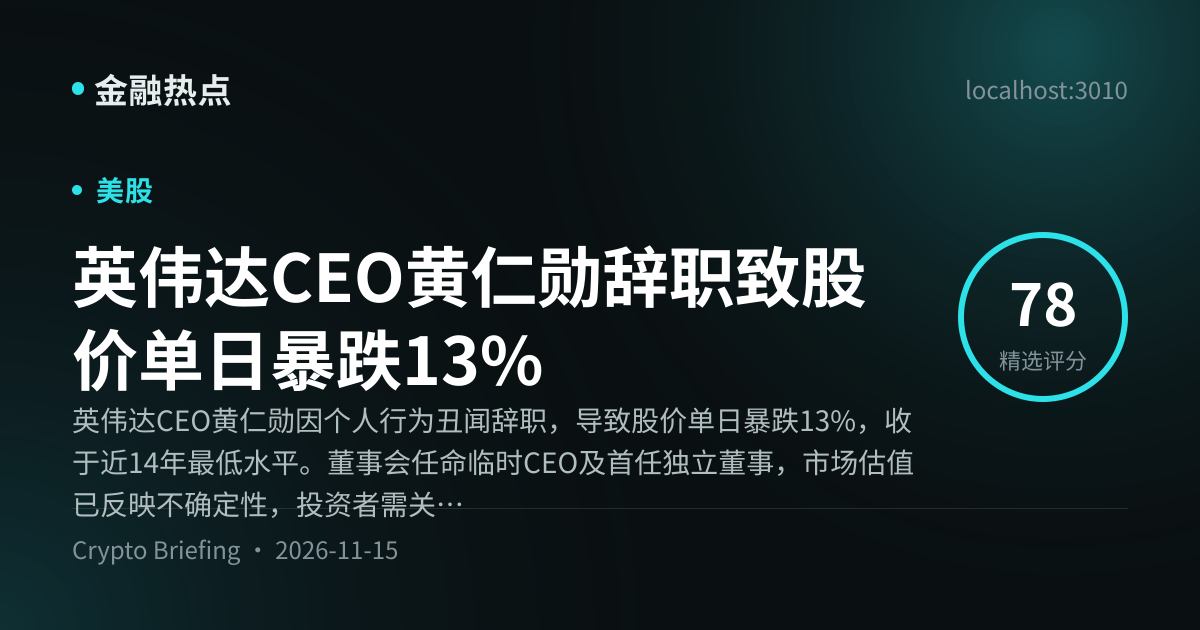 金融热点
localhost:3010
美股
英伟达CEO黄仁勋辞职致股
价单日暴跌13%
78
精选评分
英伟达CEO黄仁勋因个人行为丑闻辞职，导致股价单日暴跌13%，收
于近14年最低水平。董事会任命临时CEO及首任独立董事，市场估值
已反映不确定性，投资者需关…
Crypto Briefing · 2026-11-15